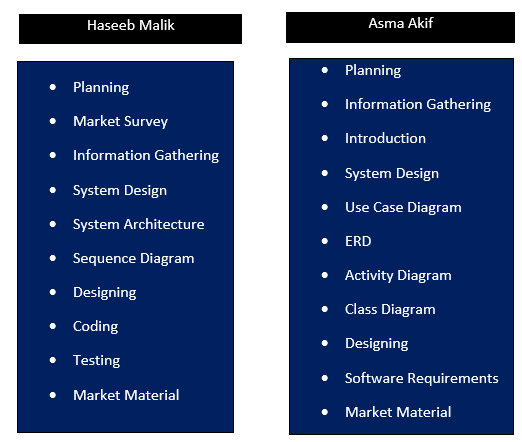 Haseeb Malik
• Planning
• Market Survey
• Information Gathering
• System Design
• System Architecture
• Sequence Diagram
• Designing
• Coding
• Testing
• Market Material
Asma Akif
• Planning
• Information Gathering
• Introduction
• System Design
• Use Case Diagram
• ERD
• Activity Diagram
• Class Diagram
• Designing
• Software Requirements
• Market Material